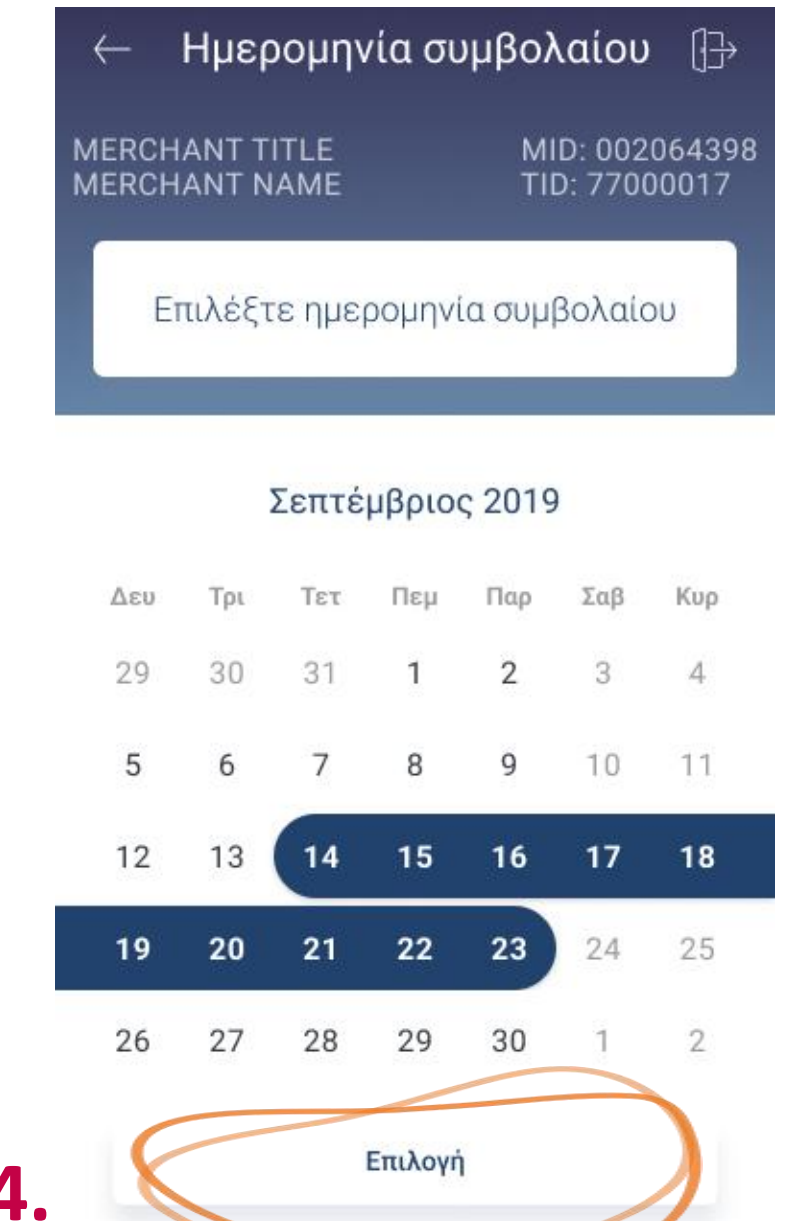 Ημερομηνία συμβολαίου
MERCHANT TITLE MID: 002064398
MERCHANT NAME TID: 77000017
Επιλέξτε ημερομηνία συμβολαίου
Σεπτέμβριος 2019
Δευ Τρι Τετ Πεμ Παρ Σαβ Κυρ
29 30 31 1 2 3 4
5 6 7 8 9 10 11
12 13 14 15 16 17 18
19 20 21 22 23 24 25
26 27 28 29 30 1 2
Επιλογή
4.